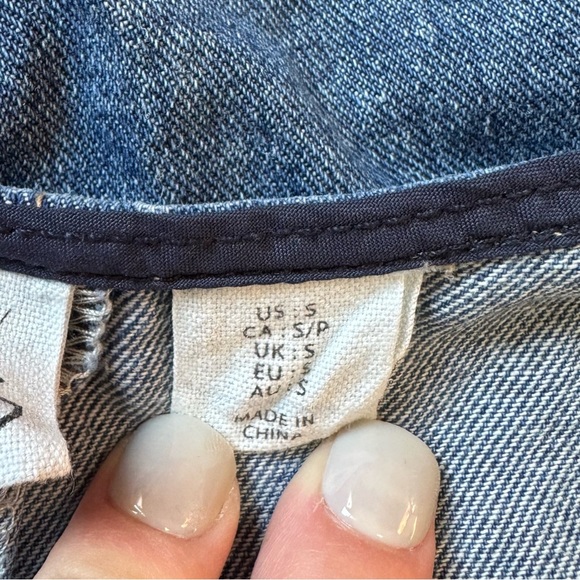 US : S
CA : S/P
UK : S
EU : S
AU : S
MADE IN
CHINA